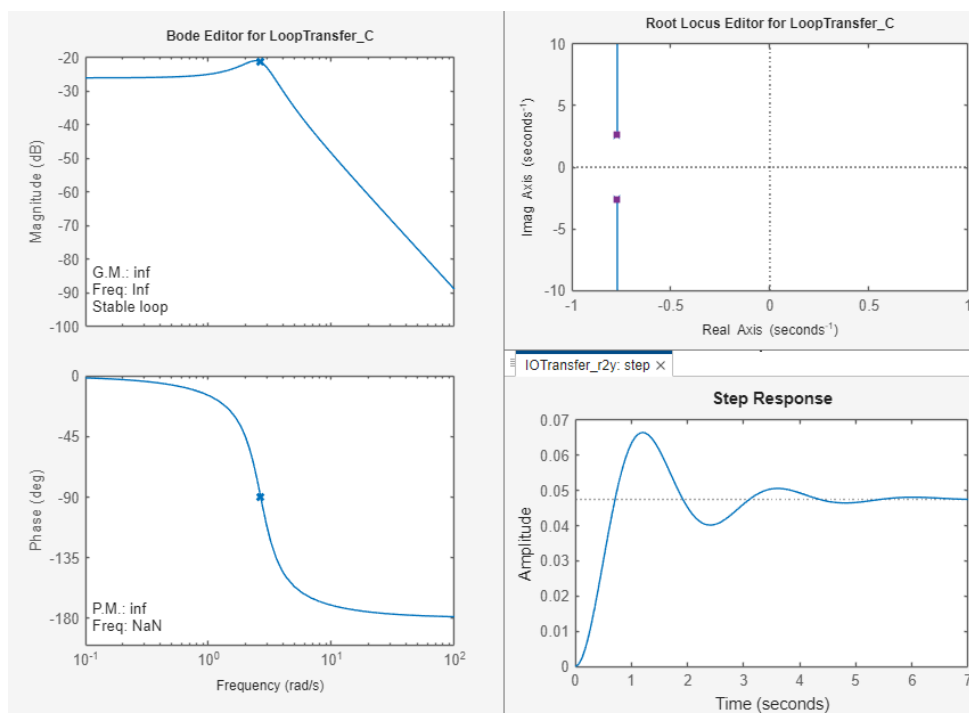 Bode Editor for LoopTransfer_C
Magnitude (dB)
-20
-30
-40
-50
-60
-70
-80
-90
-100
G.M.: inf
Freq: Inf
Stable loop
Phase (deg)
0
-45
-90
-135
-180
P.M.: inf
Freq: NaN
10⁻¹ 10⁰ 10¹ 10²
Frequency (rad/s)
Root Locus Editor for LoopTransfer_C
Imag Axis (seconds⁻¹)
10
5
0
-5
-10
-1 -0.5 0 0.5 1
Real Axis (seconds⁻¹)
IOTransfer_r2y: step ×
Step Response
Amplitude
0.07
0.06
0.05
0.04
0.03
0.02
0.01
0
0 1 2 3 4 5 6 7
Time (seconds)